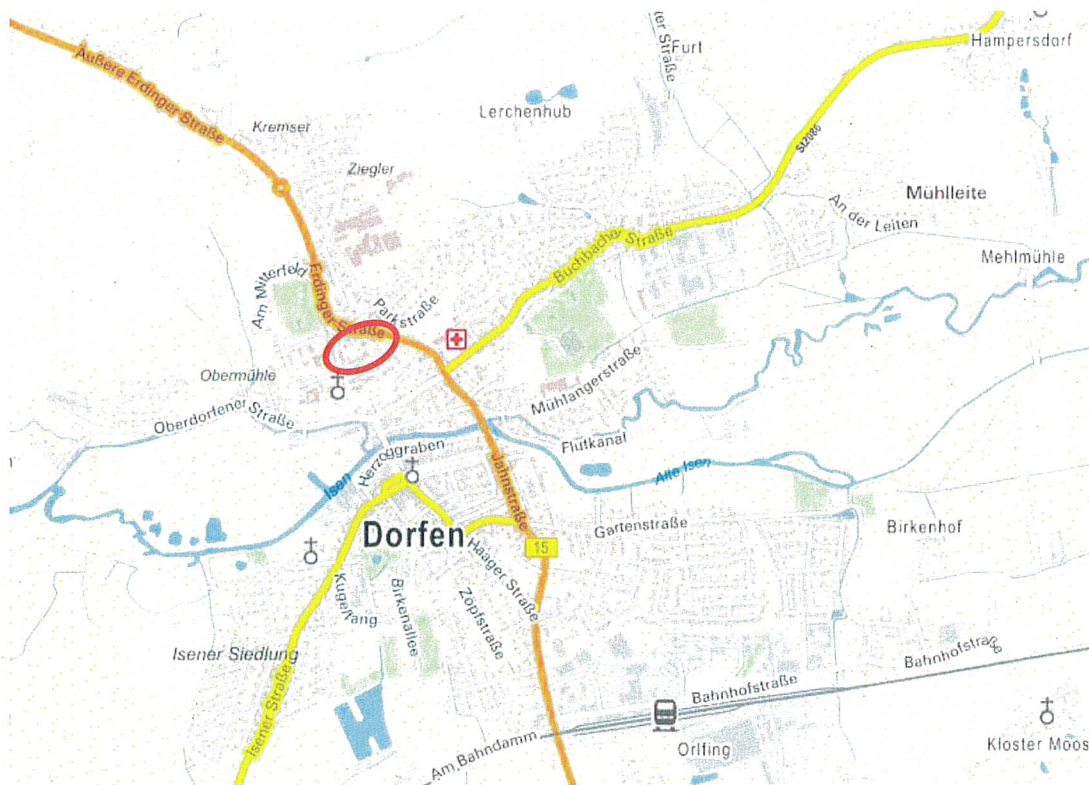 Hampersdorf
Furt
Äußere Erdinger Straße
Lerchenhub
Kremser
St2086
Ziegler
Mühlleite
An der Leiten
Buchbacher Straße
Mehlmühle
Am Mitterfeld
Erdinger Straße
Parkstraße
Obermühle
Mühlangerstraße
Oberdorfener Straße
Flutkanal
Herzoggraben
Isen
Jahnstraße
Alte Isen
Gartenstraße
Birkenhof
Dorfen
15
Haager Straße
Kugelfang
Birkenallee
Zopfstraße
Isener Siedlung
Isener Straße
Bahnhofstraße
Bahnhofstraße
Am Bahndamm
Orlfing
Kloster Moos